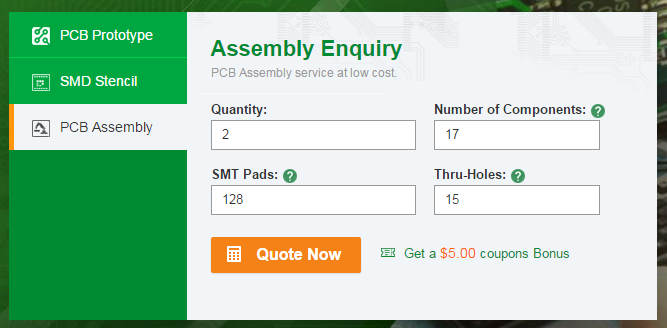 PCB Prototype
SMD Stencil
PCB Assembly
Assembly Enquiry
PCB Assembly service at low cost.
Quantity:
Number of Components: ?
2
17
SMT Pads: ?
Thru-Holes: ?
128
15
Quote Now
Get a $5.00 coupons Bonus